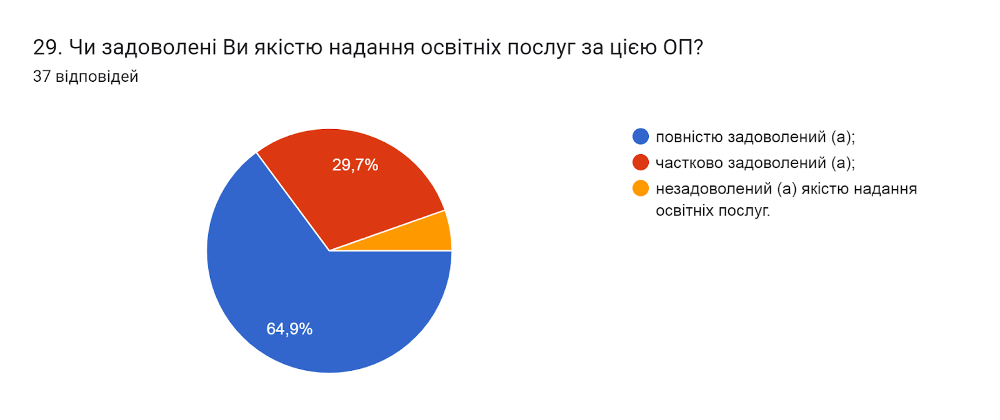 29. Чи задоволені Ви якістю надання освітніх послуг за цією ОП?
37 відповідей
29,7%
64,9%
повністю задоволений (а);
частково задоволений (а);
незадоволений (а) якістю надання
освітніх послуг.